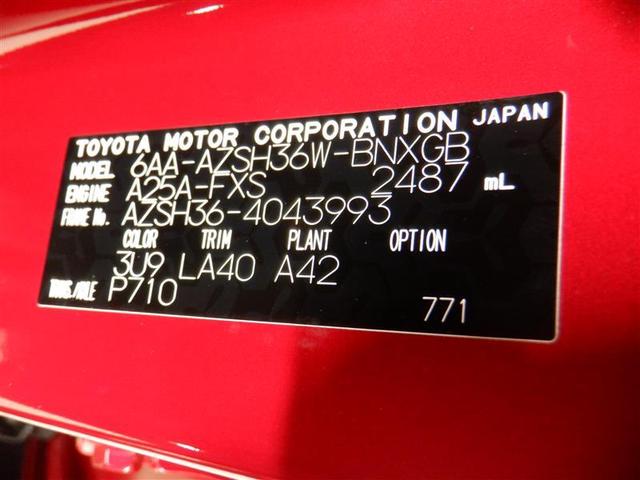 TOYOTA MOTOR CORPORATION JAPAN
MODEL 6AA-AZSH36W-BNXGB
ENGINE A25A-FXS 2487 mL
FRAME No. AZSH36-4043993
COLOR TRIM PLANT OPTION
3U9 LA40 A42
TRANS./AXLE P710
771